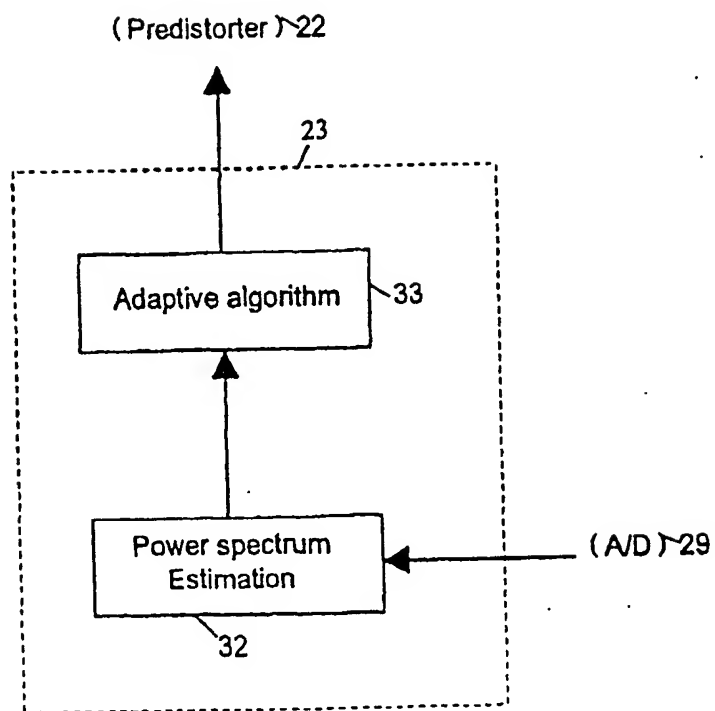 (Predistorter)~22
23
Adaptive algorithm
33
Power spectrum
Estimation
(A/D)~29
32